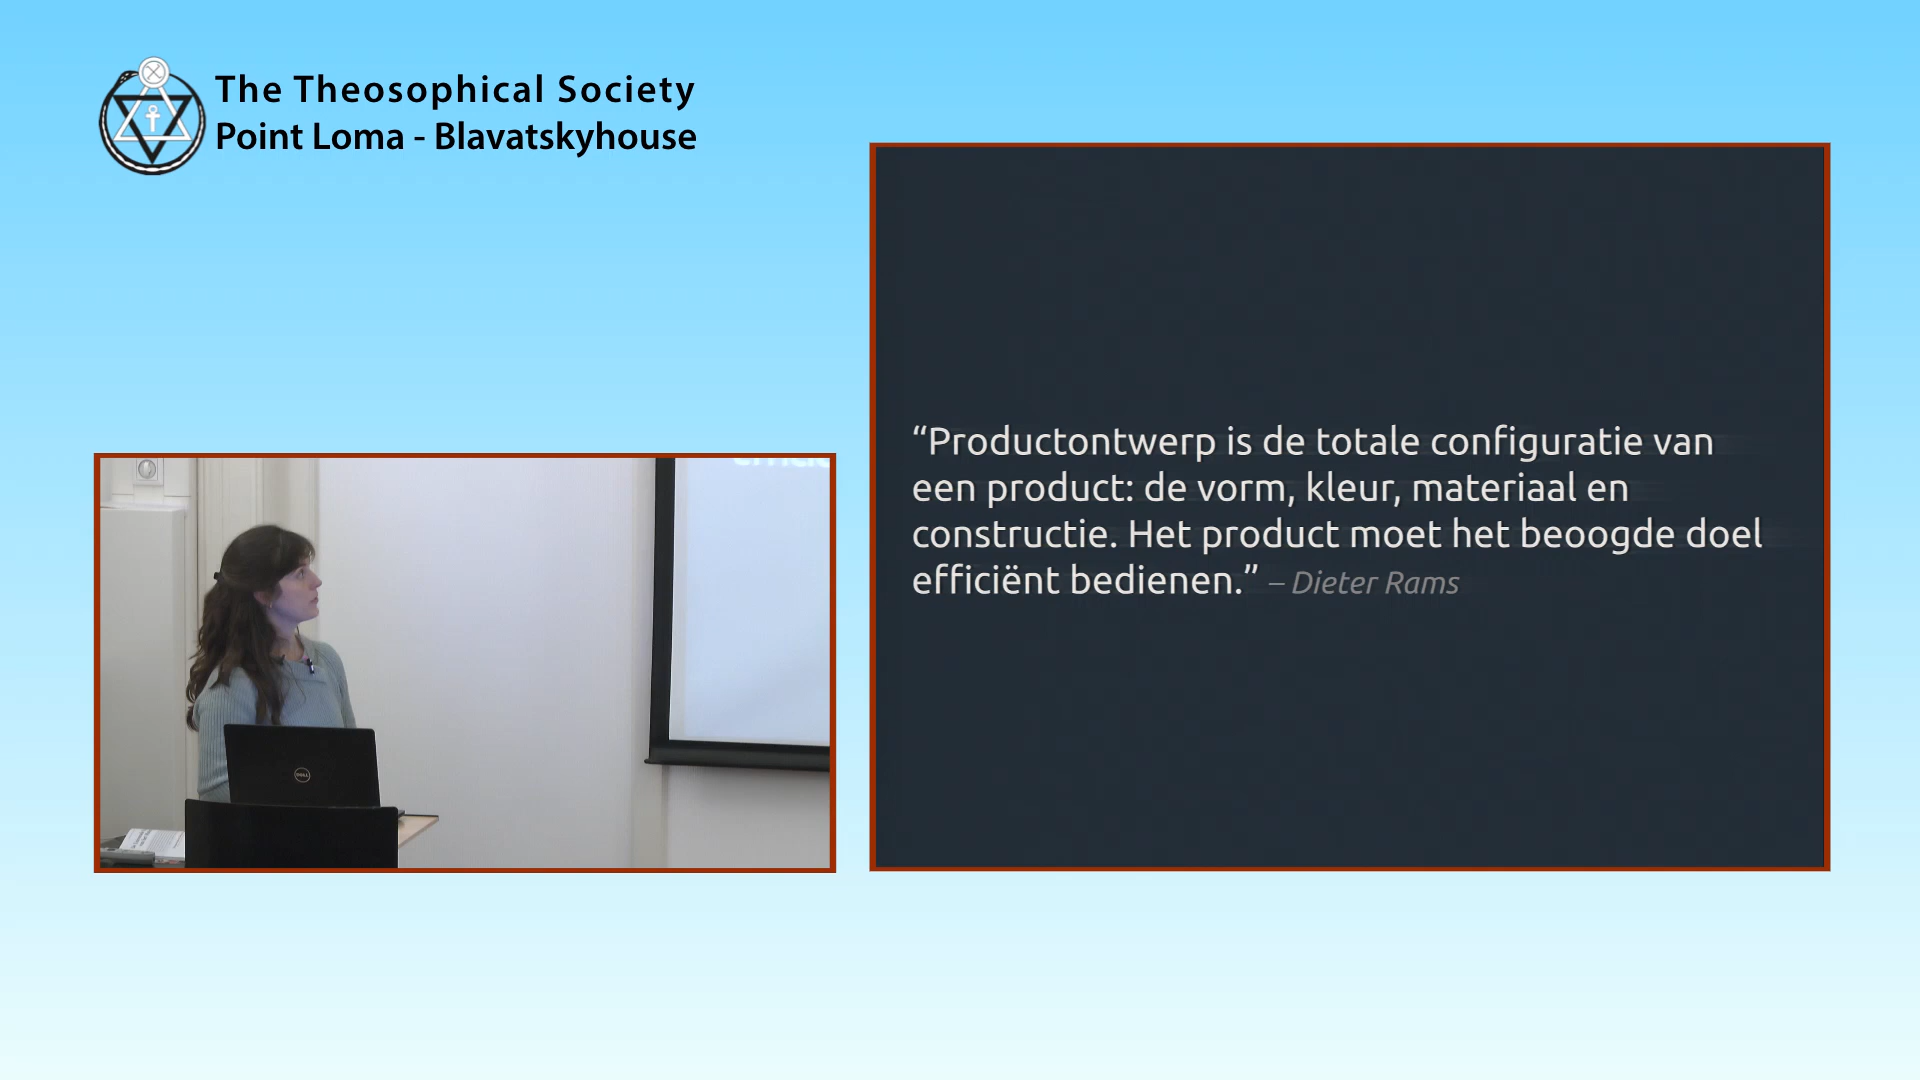 The Theosophical Society
Point Loma - Blavatskyhouse
“Productontwerp is de totale configuratie van
een product: de vorm, kleur, materiaal en
constructie. Het product moet het beoogde doel
efficiënt bedienen.” – Dieter Rams
DELL